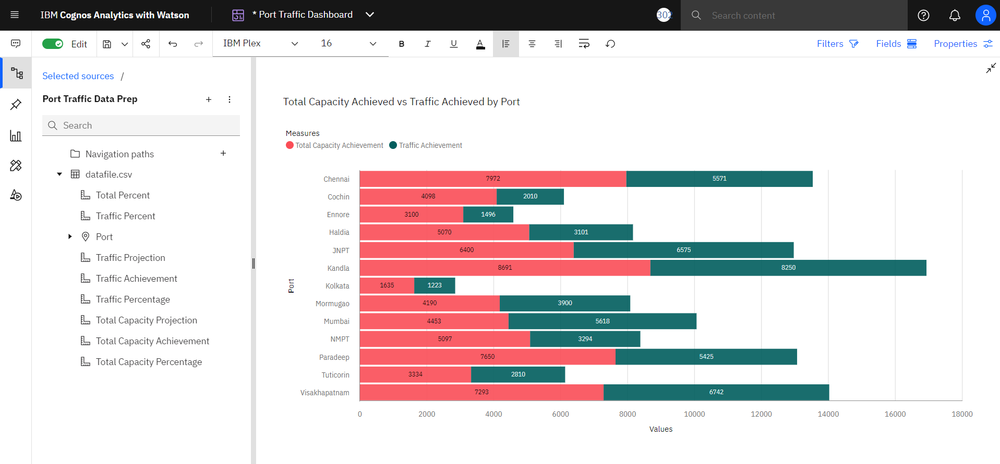 IBM Cognos Analytics with Watson
* Port Traffic Dashboard
302
Search content
Edit
IBM Plex
16
B I U A
Filters
Fields
Properties
Selected sources /
Port Traffic Data Prep
Search
Navigation paths
datafile.csv
Total Percent
Traffic Percent
Port
Traffic Projection
Traffic Achievement
Traffic Percentage
Total Capacity Projection
Total Capacity Achievement
Total Capacity Percentage
Total Capacity Achieved vs Traffic Achieved by Port
Measures
Total Capacity Achievement Traffic Achievement
Port
Chennai 7972 5571
Cochin 4098 2010
Ennore 3100 1496
Haldia 5070 3101
JNPT 6400 6575
Kandla 8691 8250
Kolkata 1635 1223
Mormugao 4190 3900
Mumbai 4453 5618
NMPT 5097 3294
Paradeep 7650 5425
Tuticorin 3334 2810
Visakhapatnam 7293 6742
0 2000 4000 6000 8000 10000 12000 14000 16000 18000
Values